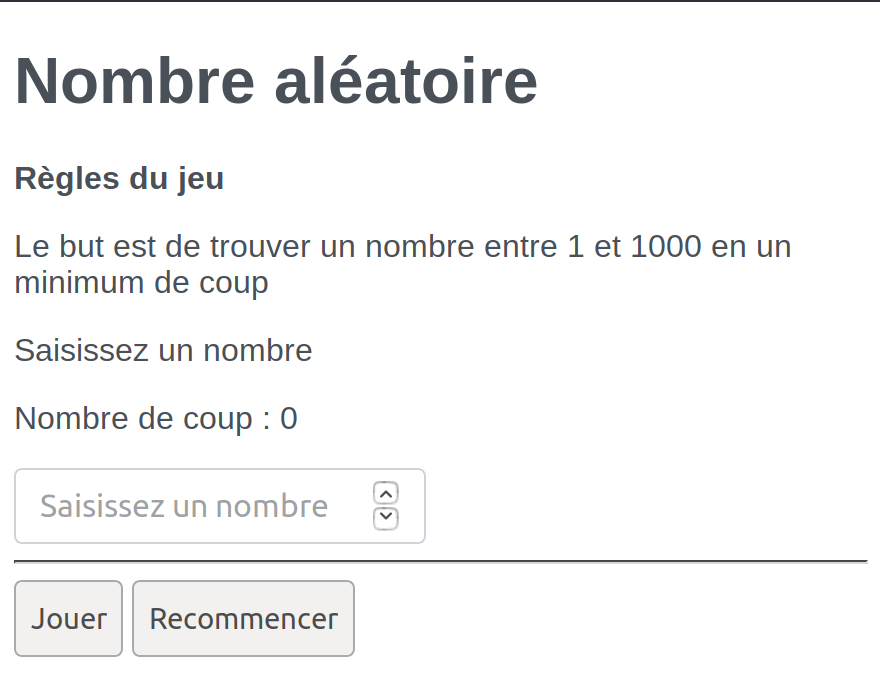 Nombre aléatoire
Règles du jeu
Le but est de trouver un nombre entre 1 et 1000 en un
minimum de coup
Saisissez un nombre
Nombre de coup : 0
Saisissez un nombre
Jouer Recommencer